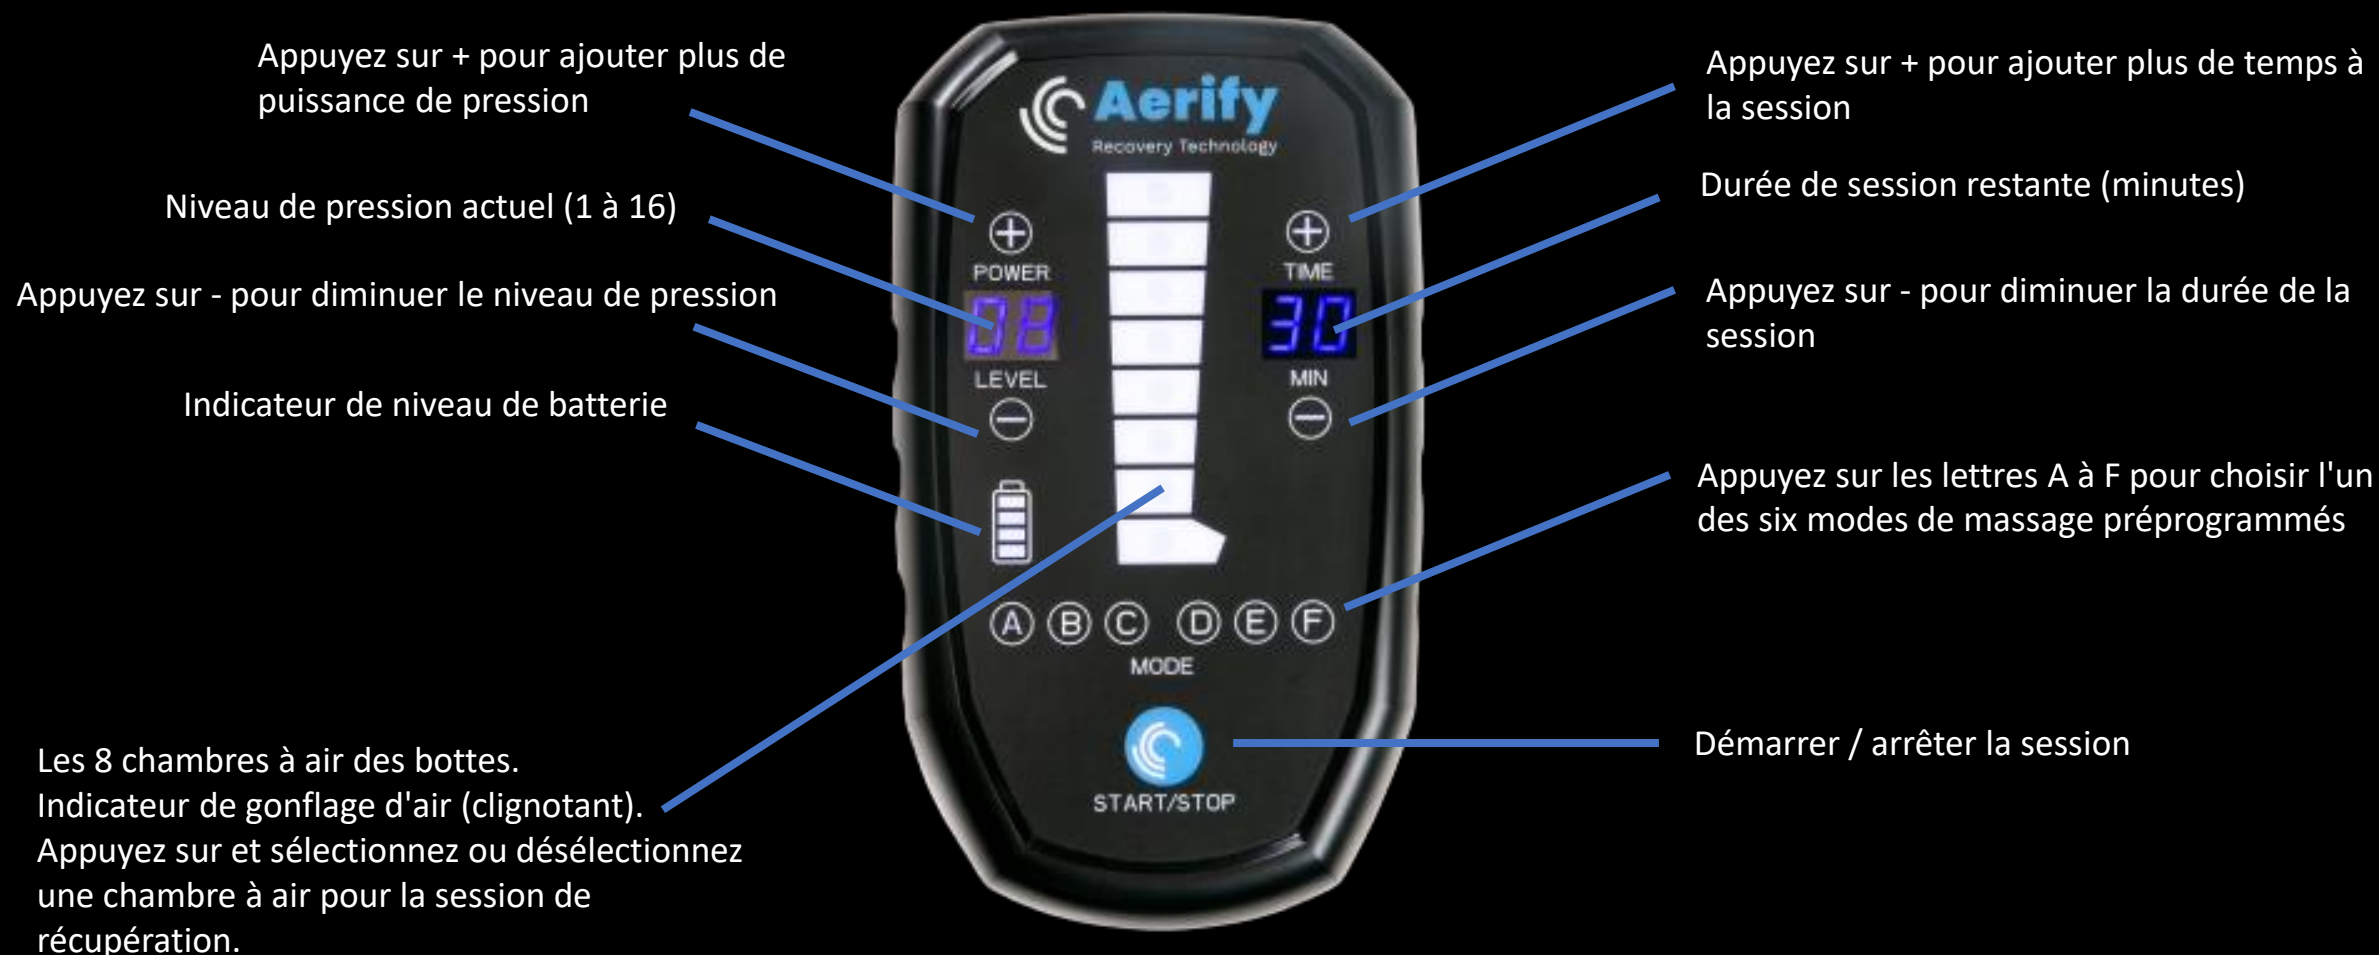 Appuyez sur + pour ajouter plus de
puissance de pression
Niveau de pression actuel (1 à 16)
Appuyez sur - pour diminuer le niveau de pression
Indicateur de niveau de batterie
Les 8 chambres à air des bottes.
Indicateur de gonflage d'air (clignotant).
Appuyez sur et sélectionnez ou désélectionnez
une chambre à air pour la session de
récupération.
Aerify
Recovery Technology
POWER
08
LEVEL
TIME
30
MIN
A B C D E F
MODE
START/STOP
Appuyez sur + pour ajouter plus de temps à
la session
Durée de session restante (minutes)
Appuyez sur - pour diminuer la durée de la
session
Appuyez sur les lettres A à F pour choisir l'un
des six modes de massage préprogrammés
Démarrer / arrêter la session